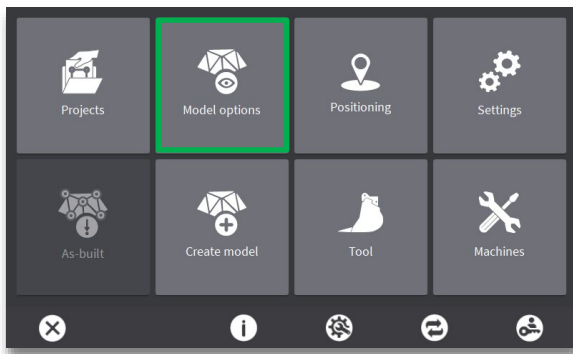 Projects
Model options
Positioning
Settings
As-built
Create model
Tool
Machines